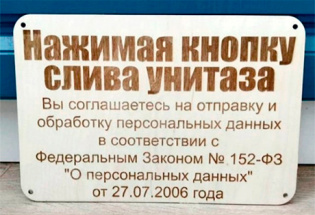 Нажимая кнопку
слива унитаза
Вы соглашаетесь на отправку и
обработку персональных данных
в соответствии с
Федеральным Законом № 152-ФЗ
"О персональных данных"
от 27.07.2006 года